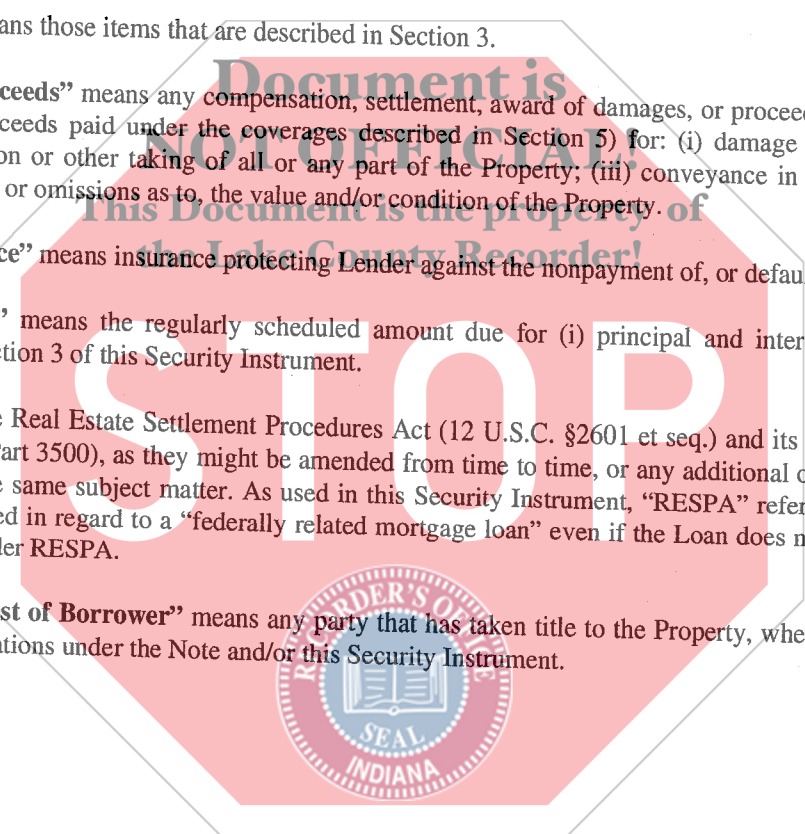 ans those items that are described in Section 3.
Document is
ceeds” means any compensation, settlement, award of damages, or proceed
ceeds paid under the coverages described in Section 5) for: (i) damage
NOT OFFICIAL!
on or other taking of all or any part of the Property; (iii) conveyance in
or omissions as to, the value and/or condition of the Property.
This Document is the property of
the Lake County Recorder!
ce” means insurance protecting Lender against the nonpayment of, or defaul
” means the regularly scheduled amount due for (i) principal and inter
ction 3 of this Security Instrument.
STOP
e Real Estate Settlement Procedures Act (12 U.S.C. §2601 et seq.) and its
Part 3500), as they might be amended from time to time, or any additional o
e same subject matter. As used in this Security Instrument, “RESPA” refer
ed in regard to a “federally related mortgage loan” even if the Loan does n
der RESPA.
st of Borrower” means any party that has taken title to the Property, whe
ations under the Note and/or this Security Instrument.
RECORDER'S OFFICE
SEAL
INDIANA